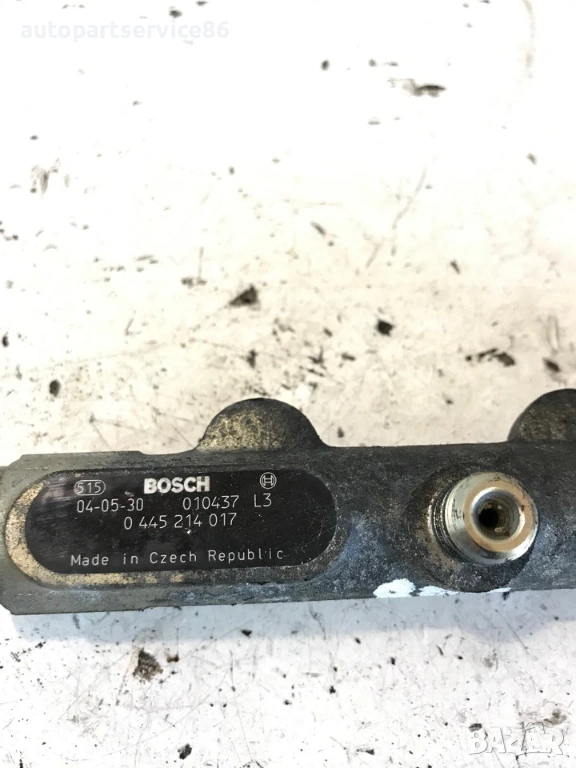 autopartservice86
515 BOSCH
04-05-30 010437 L3
0 445 214 017
Made in Czech Republic
BAZAR